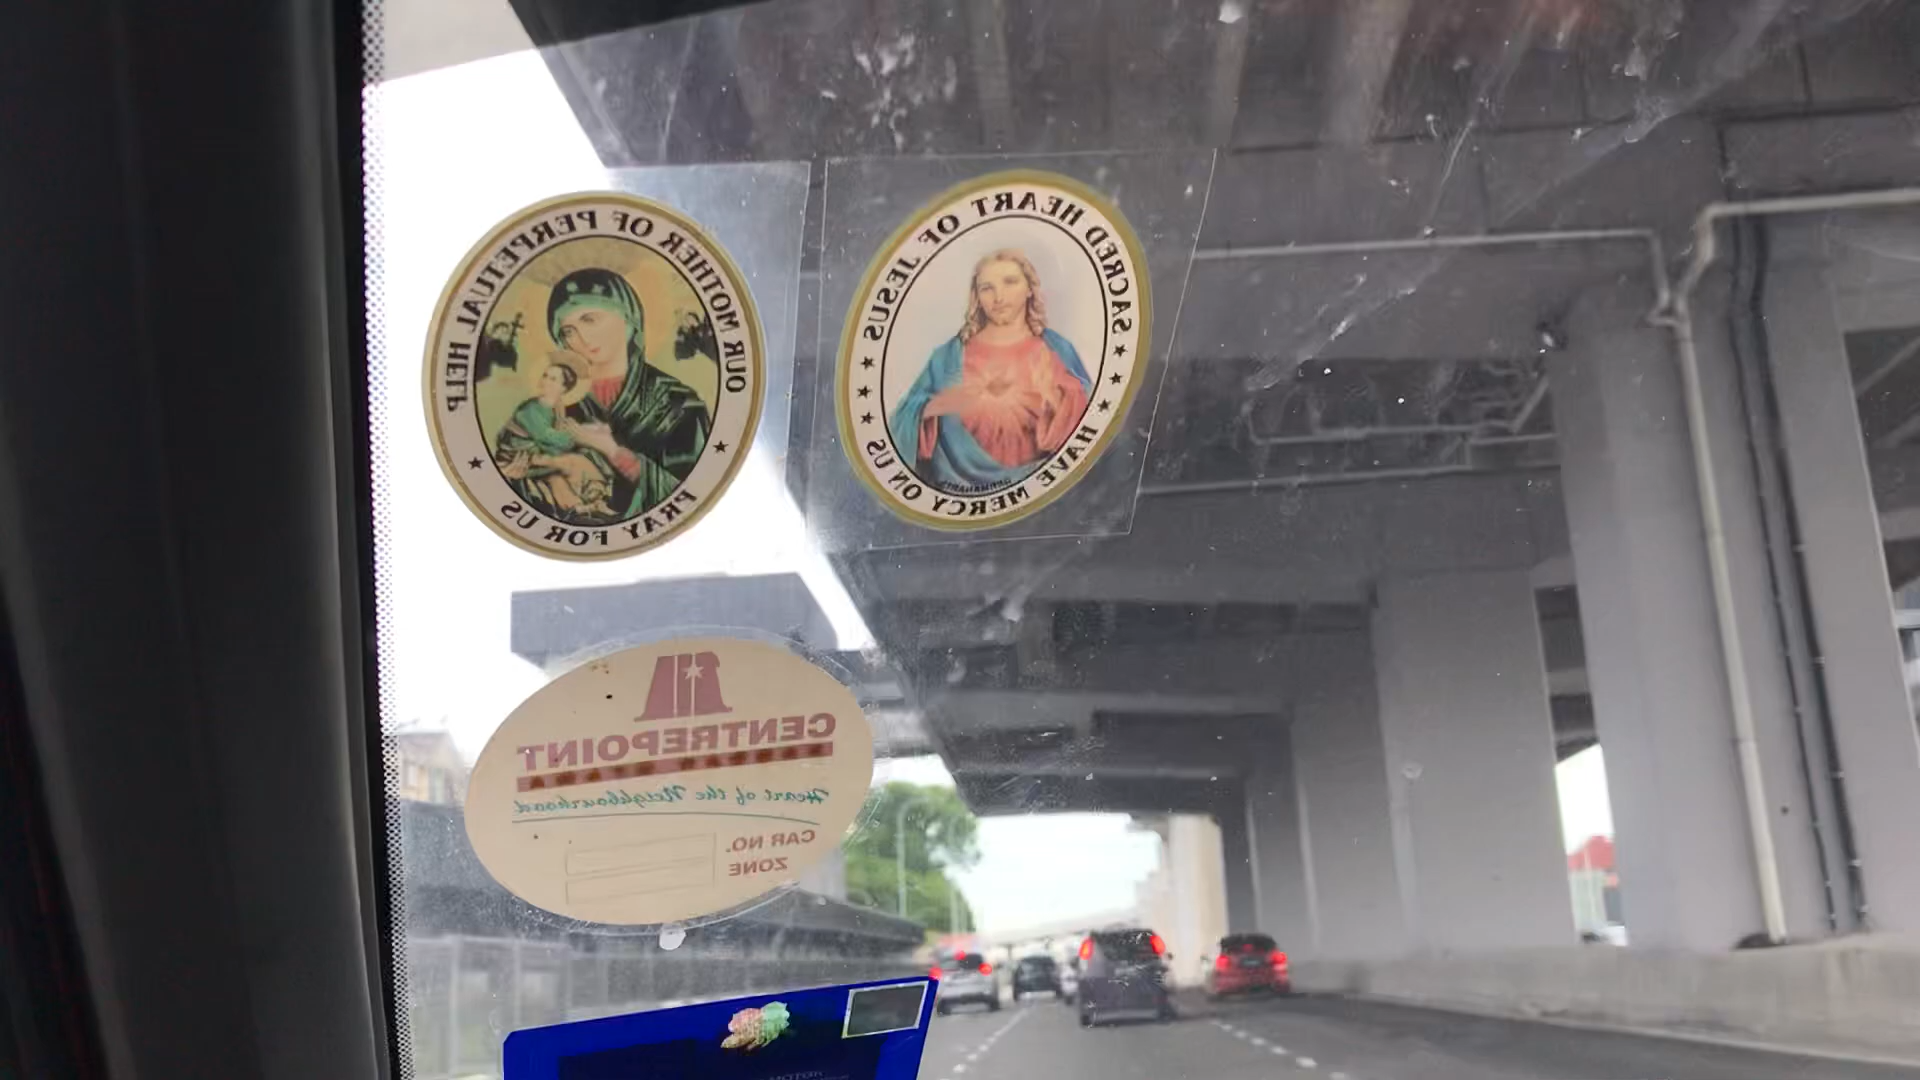 OUR MOTHER OF PERPETUAL HELP
★ PRAY FOR US ★
SACRED HEART OF JESUS
★ ★ ★ HAVE MERCY ON US ★ ★ ★
CENTREPOINT
Heart of the Neighbourhood
CAR NO.
ZONE
MOTOR